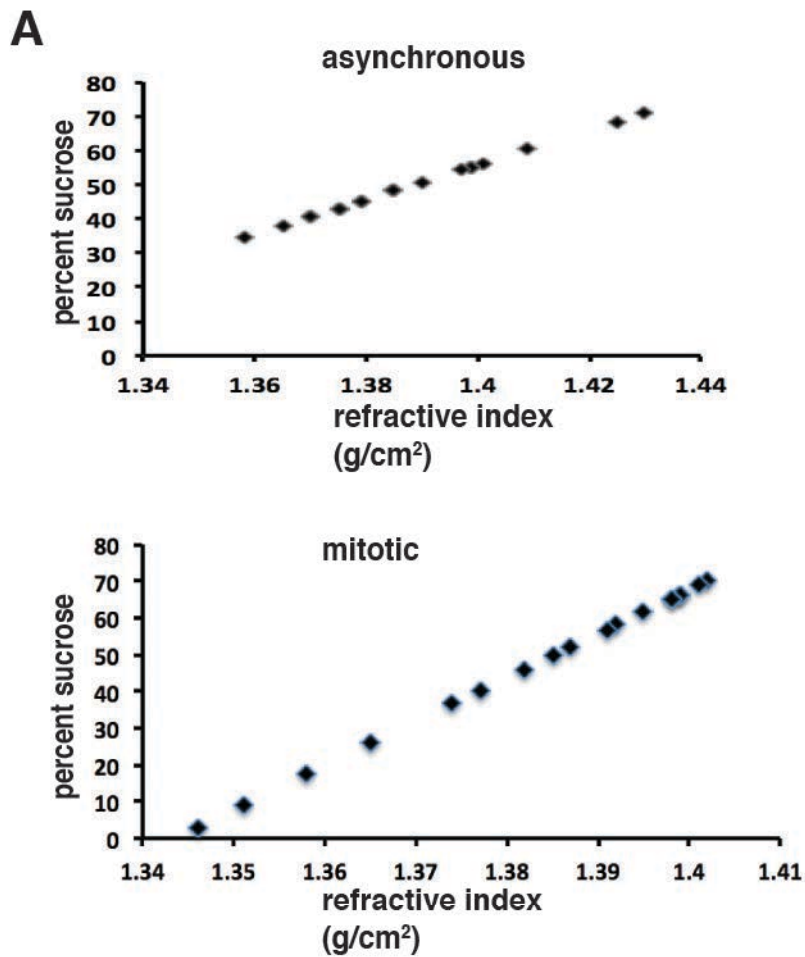 A
asynchronous
percent sucrose
80
70
60
50
40
30
20
10
0
1.34 1.36 1.38 1.4 1.42 1.44
refractive index
(g/cm²)
mitotic
percent sucrose
80
70
60
50
40
30
20
10
0
1.34 1.35 1.36 1.37 1.38 1.39 1.4 1.41
refractive index
(g/cm²)